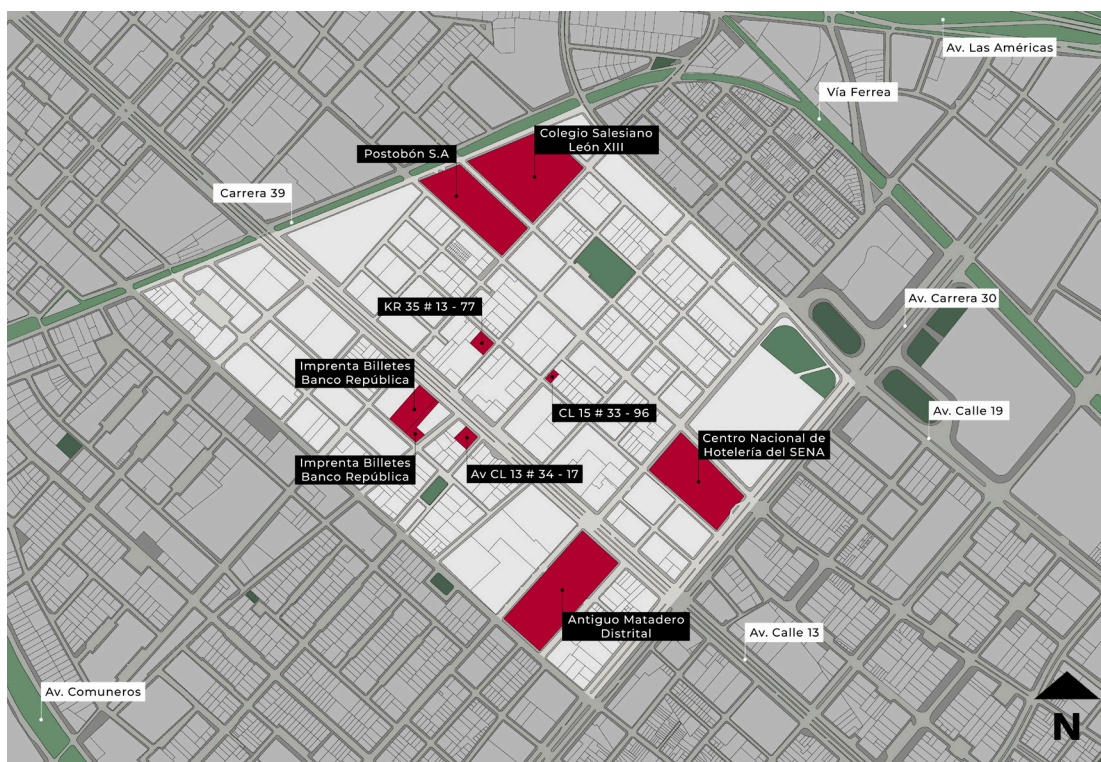 Av. Las Américas
Vía Ferrea
Colegio Salesiano
León XIII
Postobón S.A
Carrera 39
Av. Carrera 30
KR 35 # 13 - 77
Imprenta Billetes
Banco República
CL 15 # 33 - 96
Av. Calle 19
Centro Nacional de
Hotelería del SENA
Imprenta Billetes
Banco República
Av CL 13 # 34 - 17
Antiguo Matadero
Distrital
Av. Calle 13
Av. Comuneros
N